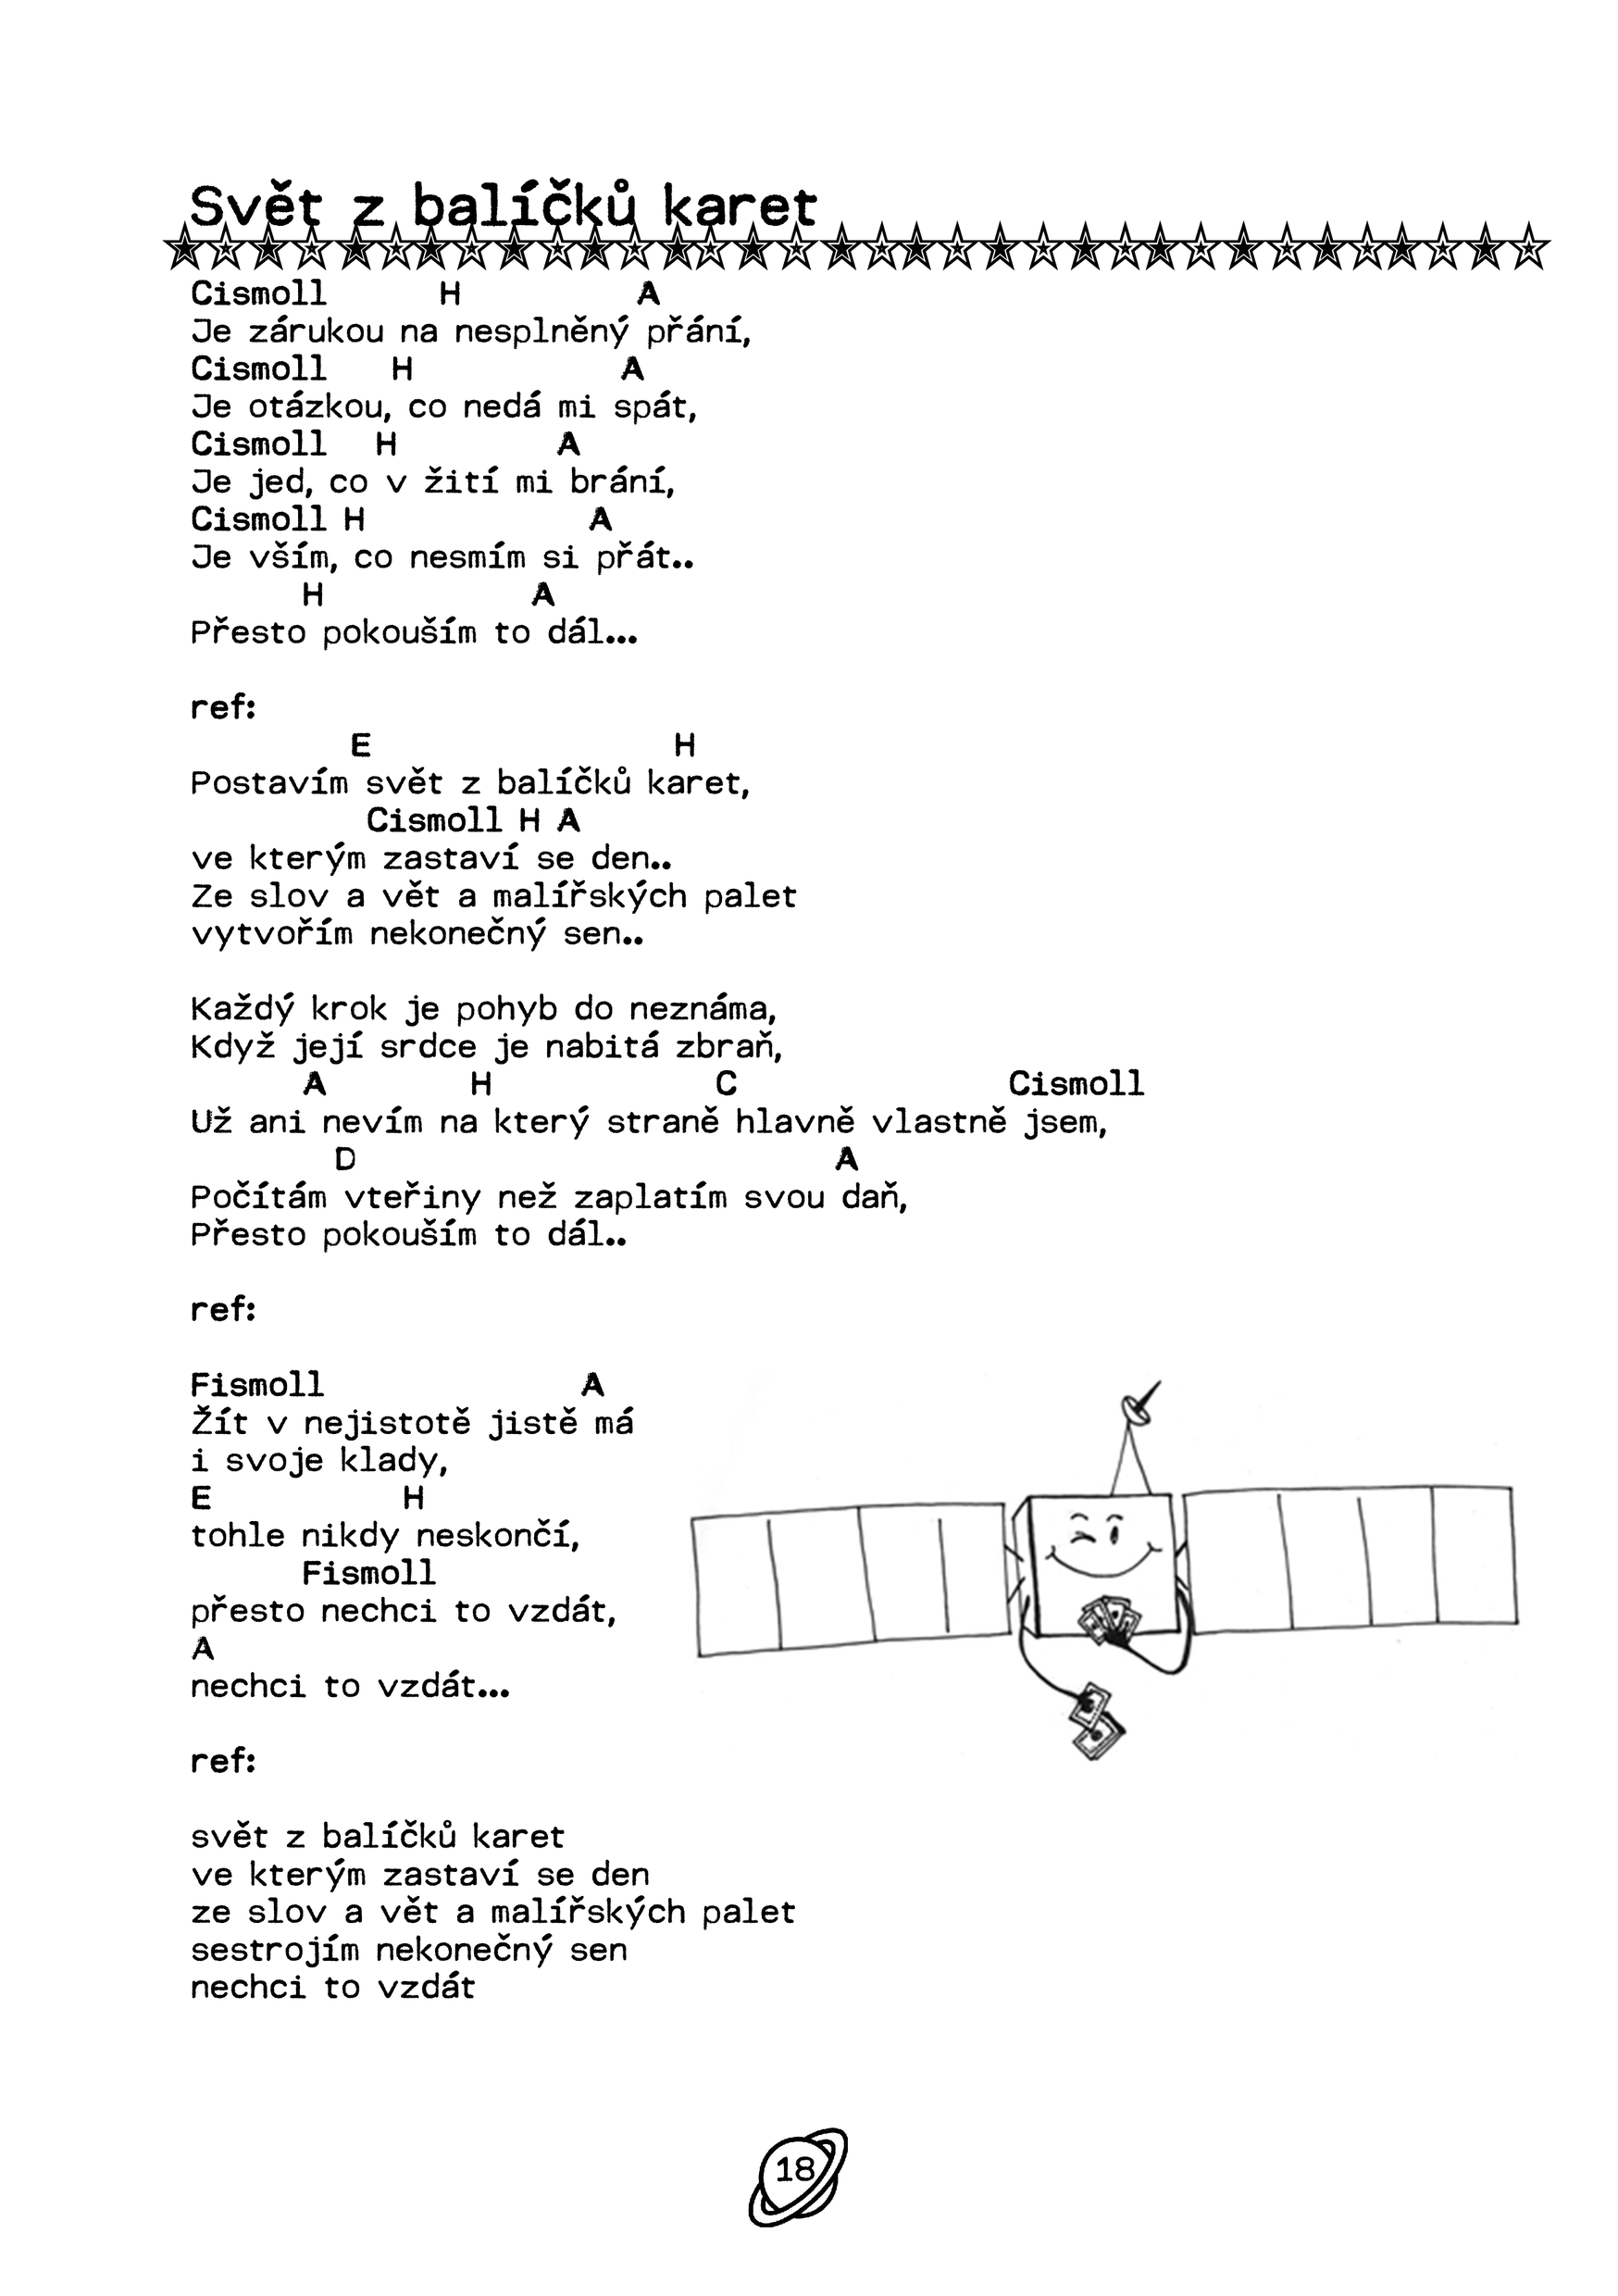 Svět z balíčků karet
Cismoll       H           A
Je zárukou na nesplněný přání,
Cismoll    H             A
Je otázkou, co nedá mi spát,
Cismoll   H          A
Je jed, co v žití mi brání,
Cismoll H              A
Je vším, co nesmím si přát..
       H             A
Přesto pokouším to dál...

ref:
          E                   H
Postavím svět z balíčků karet,
           Cismoll H A
ve kterým zastaví se den..
Ze slov a vět a malířských palet
vytvořím nekonečný sen..

Každý krok je pohyb do neznáma,
Když její srdce je nabitá zbraň,
       A         H              C                 Cismoll
Už ani nevím na který straně hlavně vlastně jsem,
         D                              A
Počítám vteřiny než zaplatím svou daň,
Přesto pokouším to dál..

ref:

Fismoll                A
Žít v nejistotě jistě má
i svoje klady,
E            H
tohle nikdy neskončí,
       Fismoll
přesto nechci to vzdát,
A
nechci to vzdát...

ref:

svět z balíčků karet
ve kterým zastaví se den
ze slov a vět a malířských palet
sestrojím nekonečný sen
nechci to vzdát

18